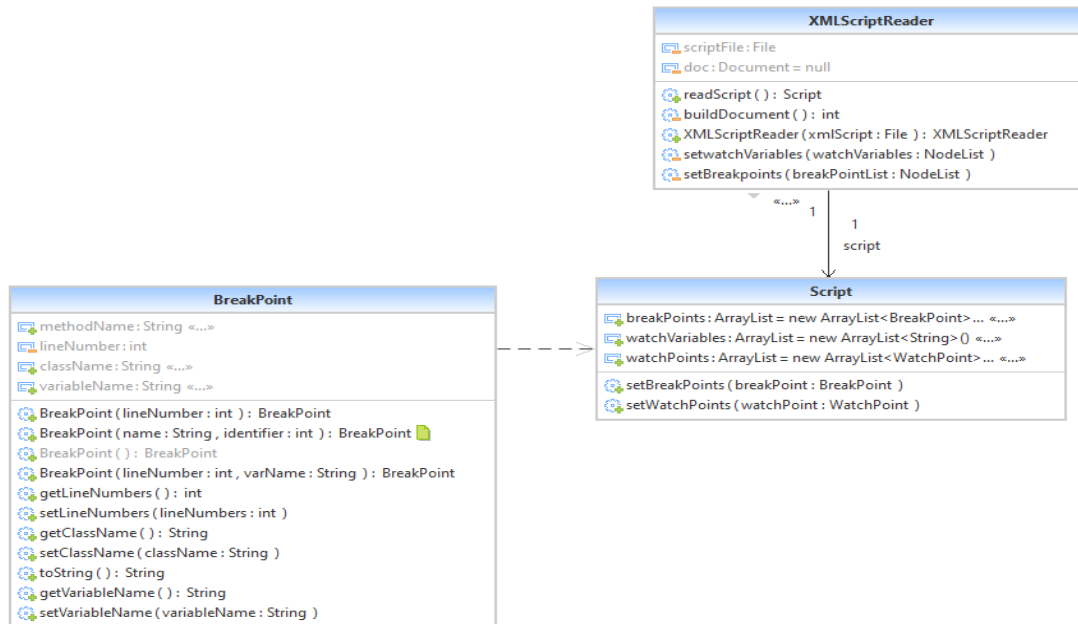 XMLScriptReader
scriptFile : File
doc : Document = null
readScript ( ) : Script
buildDocument ( ) : int
XMLScriptReader ( xmlScript : File ) : XMLScriptReader
setwatchVariables ( watchVariables : NodeList )
setBreakpoints ( breakPointList : NodeList )
«...»
1
1
script
Script
breakPoints : ArrayList = new ArrayList<BreakPoint>... «...»
watchVariables : ArrayList = new ArrayList<String>() «...»
watchPoints : ArrayList = new ArrayList<WatchPoint>... «...»
setBreakPoints ( breakPoint : BreakPoint )
setWatchPoints ( watchPoint : WatchPoint )
BreakPoint
methodName : String «...»
lineNumber : int
className : String «...»
variableName : String «...»
BreakPoint ( lineNumber : int ) : BreakPoint
BreakPoint ( name : String , identifier : int ) : BreakPoint
BreakPoint ( ) : BreakPoint
BreakPoint ( lineNumber : int , varName : String ) : BreakPoint
getLineNumbers ( ) : int
setLineNumbers ( lineNumbers : int )
getClassName ( ) : String
setClassName ( className : String )
toString ( ) : String
getVariableName ( ) : String
setVariableName ( variableName : String )